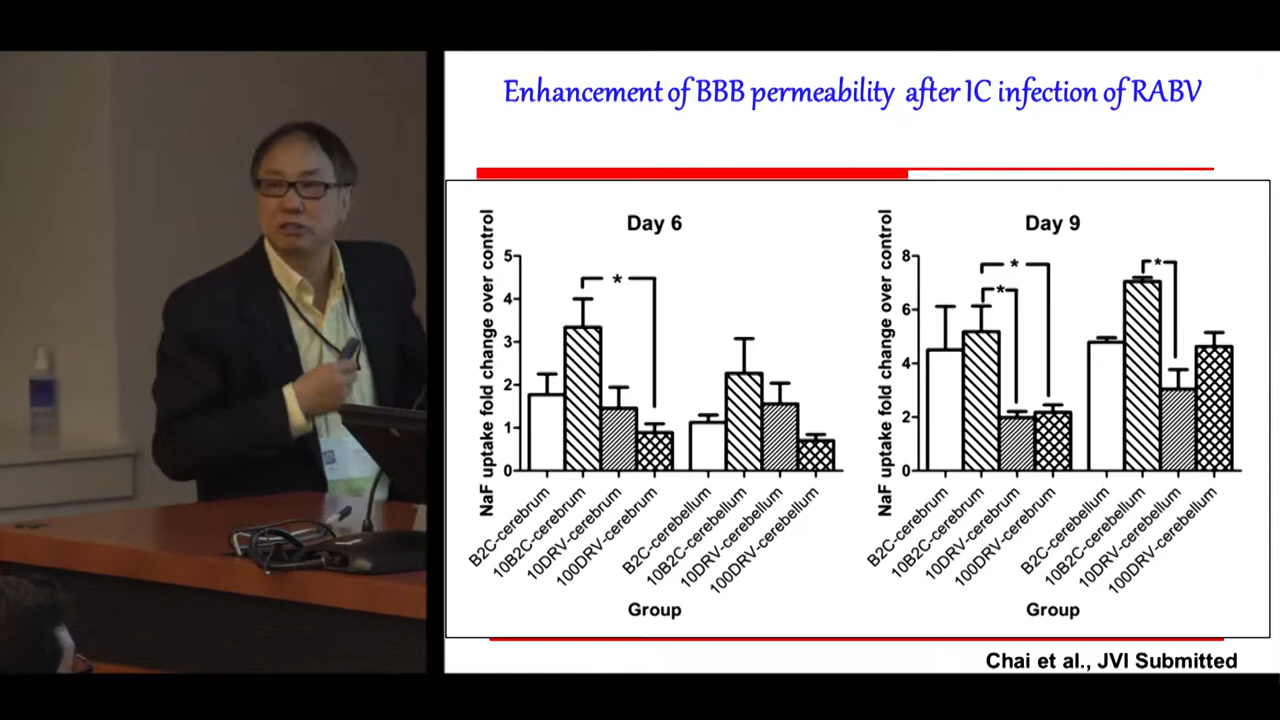 Enhancement of BBB permeability after IC infection of RABV
Day 6
NaF uptake fold change over control
5
4
3
2
1
0
*
B2C-cerebrum
10B2C-cerebrum
10DRV-cerebrum
100DRV-cerebrum
B2C-cerebellum
10B2C-cerebellum
10DRV-cerebellum
100DRV-cerebellum
Group
Day 9
NaF uptake fold change over control
8
6
4
2
0
*
*
*
B2C-cerebrum
10B2C-cerebrum
10DRV-cerebrum
100DRV-cerebrum
B2C-cerebellum
10B2C-cerebellum
10DRV-cerebellum
100DRV-cerebellum
Group
Chai et al., JVI Submitted